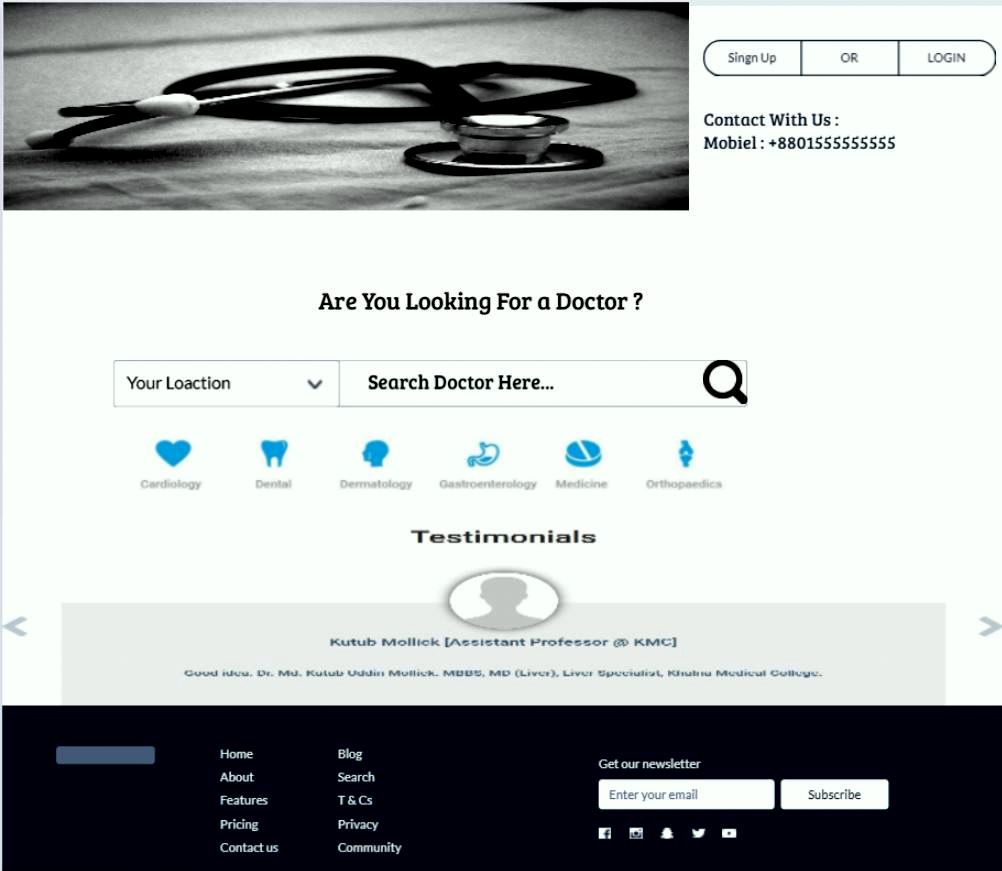 Singn Up OR LOGIN
Contact With Us :
Mobiel : +8801555555555
Are You Looking For a Doctor ?
Your Loaction
Search Doctor Here...
Cardiology Dental Dermatology Gastroenterology Medicine Orthopaedics
Testimonials
Kutub Mollick [Assistant Professor @ KMC]
Good idea. Dr. Md. Kutub Uddin Mollick. MBBS, MD (Liver), Liver Specialist, Khulna Medical College.
Home
About
Features
Pricing
Contact us
Blog
Search
T & Cs
Privacy
Community
Get our newsletter
Enter your email
Subscribe